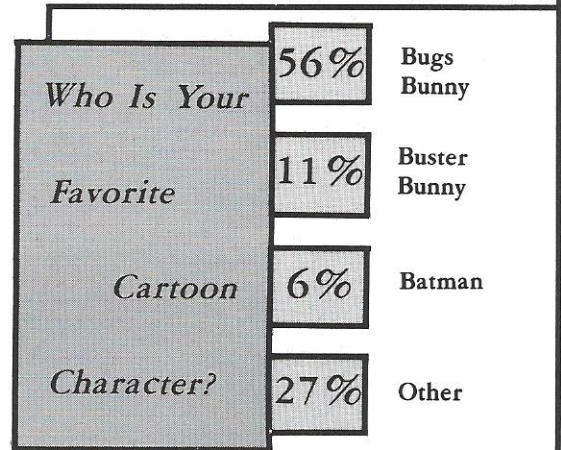 Who Is Your
Favorite
Cartoon
Character?
56%
Bugs
Bunny
11%
Buster
Bunny
6%
Batman
27%
Other